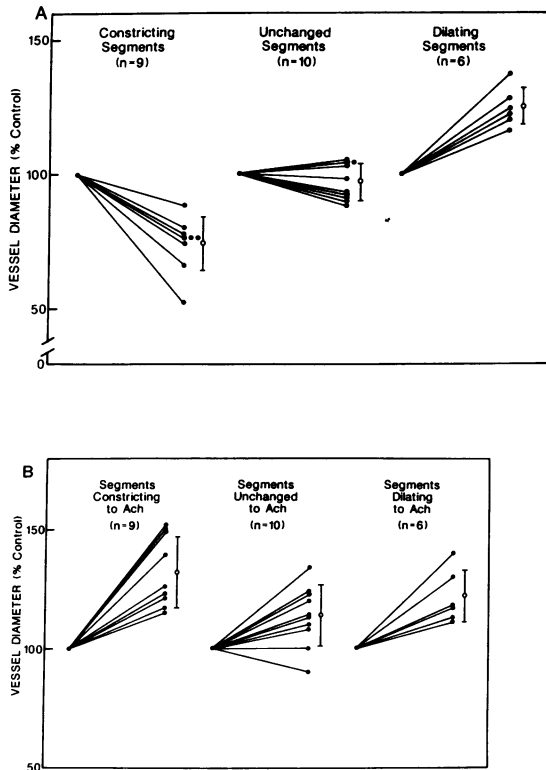 A
Constricting
Segments
(n=9)
Unchanged
Segments
(n=10)
Dilating
Segments
(n=6)
150
100
50
0
VESSEL DIAMETER (% Control)
B
Segments
Constricting
to Ach
(n=9)
Segments
Unchanged
to Ach
(n=10)
Segments
Dilating
to Ach
(n=6)
150
100
50
VESSEL DIAMETER (% Control)